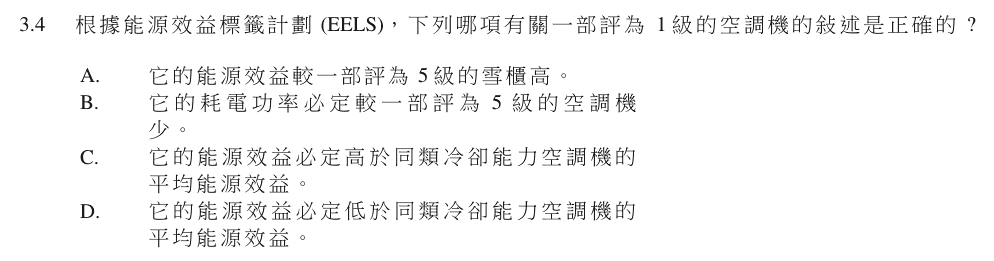 3.4 根據能源效益標籤計劃 (EELS)，下列哪項有關一部評為 1 級的空調機的敍述是正確的？
A. 它的能源效益較一部評為 5 級的雪櫃高。
B. 它的耗電功率必定較一部評為 5 級的空調機
少。
C. 它的能源效益必定高於同類冷卻能力空調機的
平均能源效益。
D. 它的能源效益必定低於同類冷卻能力空調機的
平均能源效益。